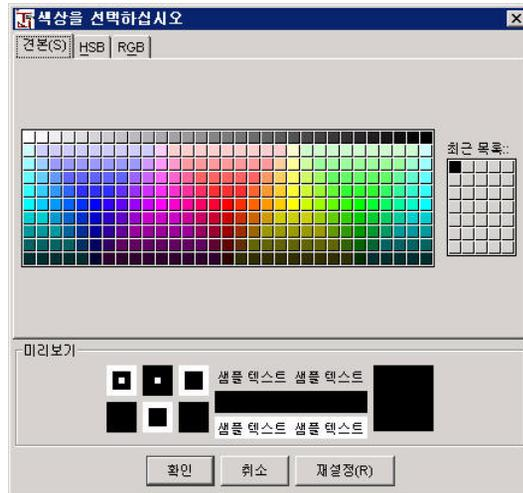 색상을 선택하십시오
견본(S) HSB RGB
최근 목록:
미리보기
샘플 텍스트 샘플 텍스트
샘플 텍스트 샘플 텍스트
확인 취소 재설정(R)